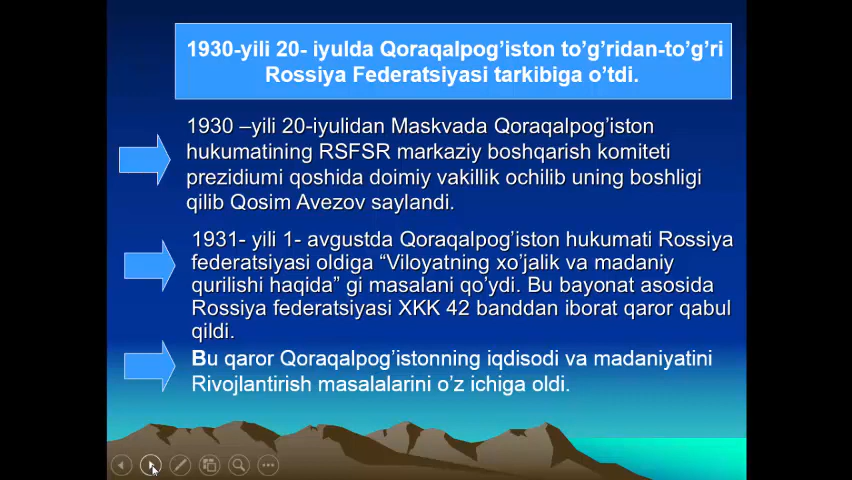 1930-yili 20- iyulda Qoraqalpog’iston to’g’ridan-to’g’ri
Rossiya Federatsiyasi tarkibiga o’tdi.
1930 –yili 20-iyulidan Maskvada Qoraqalpog’iston
hukumatining RSFSR markaziy boshqarish komiteti
prezidiumi qoshida doimiy vakillik ochilib uning boshligi
qilib Qosim Avezov saylandi.
1931- yili 1- avgustda Qoraqalpog’iston hukumati Rossiya
federatsiyasi oldiga “Viloyatning xo’jalik va madaniy
qurilishi haqida” gi masalani qo’ydi. Bu bayonat asosida
Rossiya federatsiyasi XKK 42 banddan iborat qaror qabul
qildi.
Bu qaror Qoraqalpog’istonning iqdisodi va madaniyatini
Rivojlantirish masalalarini o’z ichiga oldi.